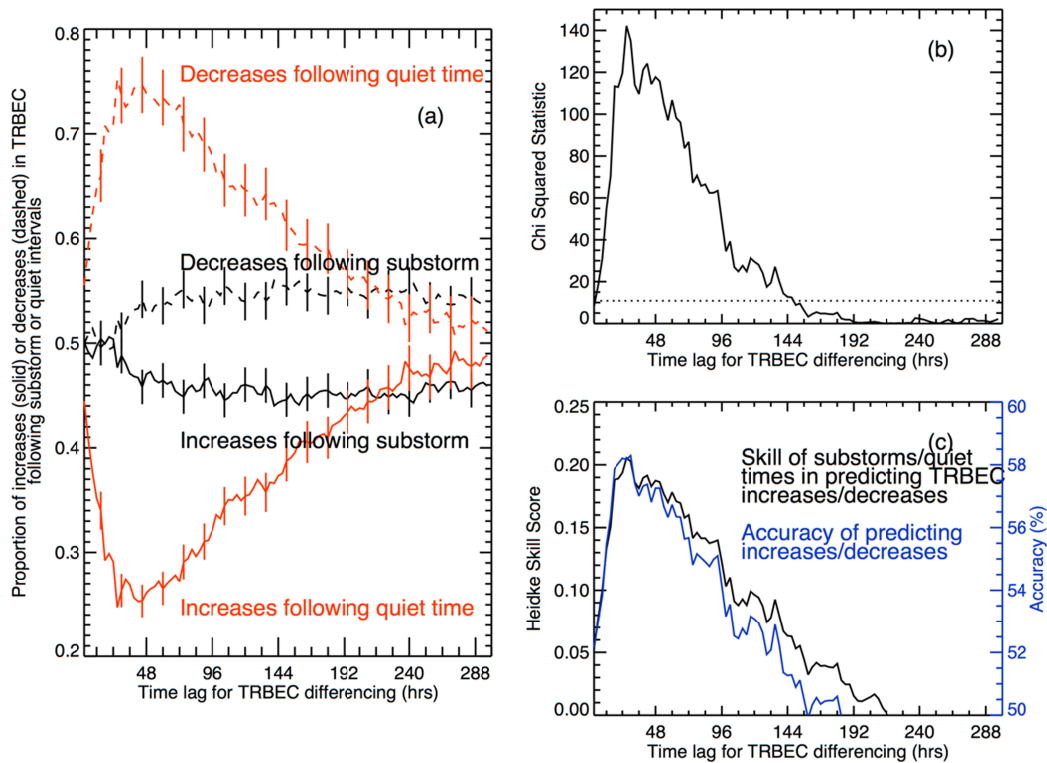 Proportion of increases (solid) or decreases (dashed) in TRBEC
following substorm or quiet intervals
0.8
0.7
0.6
0.5
0.4
0.3
0.2
Decreases following quiet time
(a)
Decreases following substorm
Increases following substorm
Increases following quiet time
48 96 144 192 240 288
Time lag for TRBEC differencing (hrs)
Chi Squared Statistic
140
120
100
80
60
40
20
0
(b)
48 96 144 192 240 288
Time lag for TRBEC differencing (hrs)
Heidke Skill Score
0.25
0.20
0.15
0.10
0.05
0.00
(c)
Skill of substorms/quiet
times in predicting TRBEC
increases/decreases
Accuracy of predicting
increases/decreases
60
58
56
54
52
50
Accuracy (%)
48 96 144 192 240 288
Time lag for TRBEC differencing (hrs)